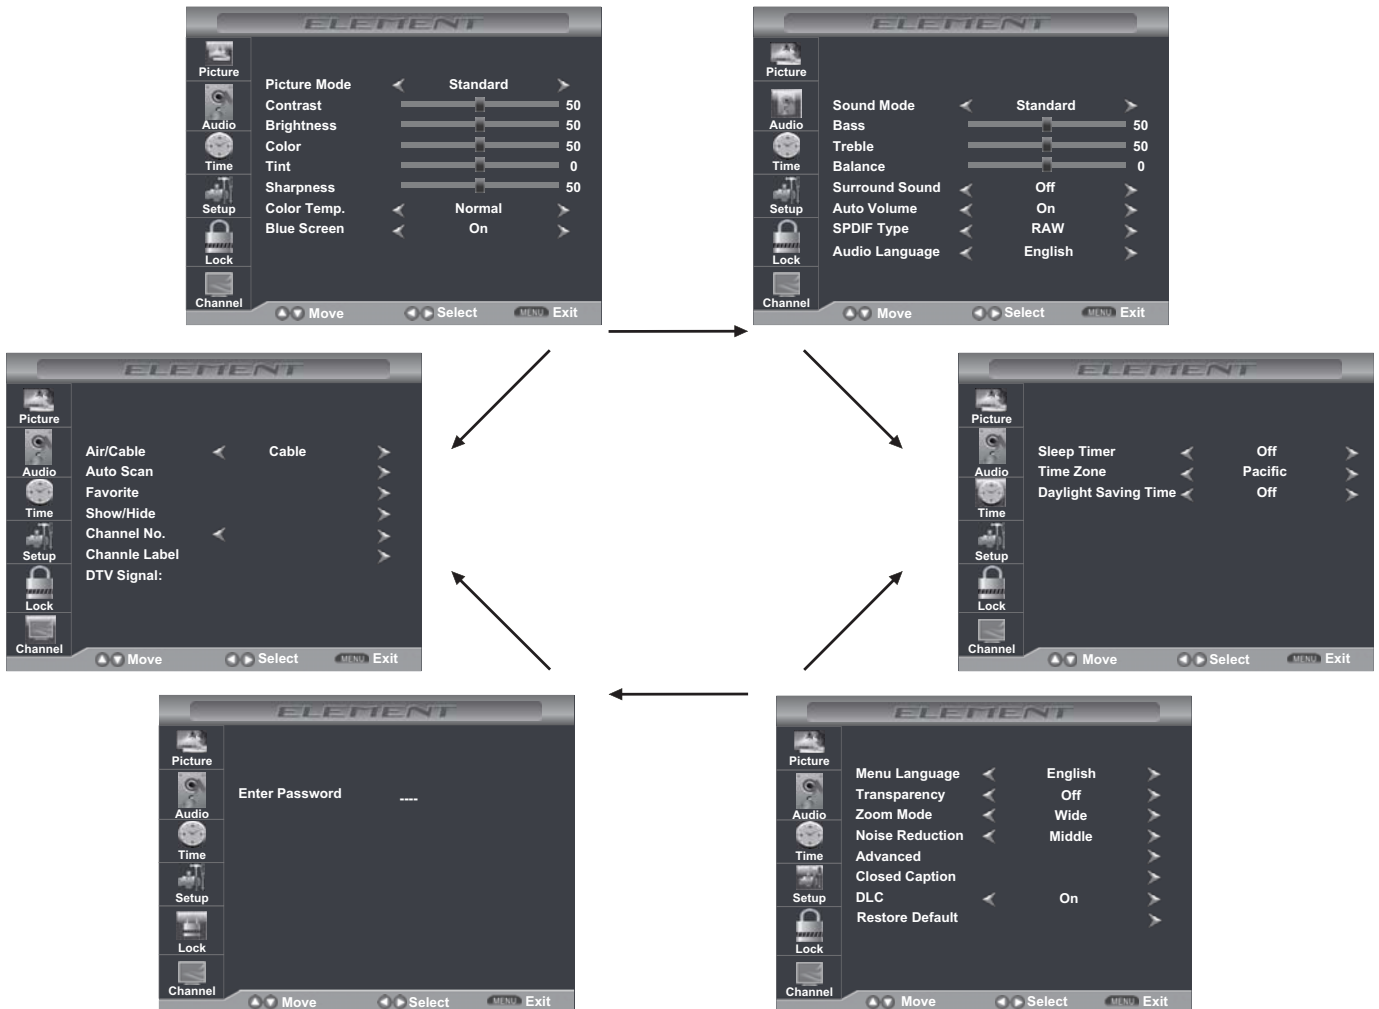 ELEMENT
Picture
Audio
Time
Setup
Lock
Channel
Picture Mode Standard
Contrast 50
Brightness 50
Color 50
Tint 0
Sharpness 50
Color Temp. Normal
Blue Screen On
Move Select MENU Exit
ELEMENT
Picture
Audio
Time
Setup
Lock
Channel
Sound Mode Standard
Bass 50
Treble 50
Balance 0
Surround Sound Off
Auto Volume On
SPDIF Type RAW
Audio Language English
Move Select MENU Exit
ELEMENT
Picture
Audio
Time
Setup
Lock
Channel
Air/Cable Cable
Auto Scan
Favorite
Show/Hide
Channel No.
Channle Label
DTV Signal:
Move Select MENU Exit
ELEMENT
Picture
Audio
Time
Setup
Lock
Channel
Sleep Timer Off
Time Zone Pacific
Daylight Saving Time Off
Move Select MENU Exit
ELEMENT
Picture
Audio
Time
Setup
Lock
Channel
Enter Password ----
Move Select MENU Exit
ELEMENT
Picture
Audio
Time
Setup
Lock
Channel
Menu Language English
Transparency Off
Zoom Mode Wide
Noise Reduction Middle
Advanced
Closed Caption
DLC On
Restore Default
Move Select MENU Exit